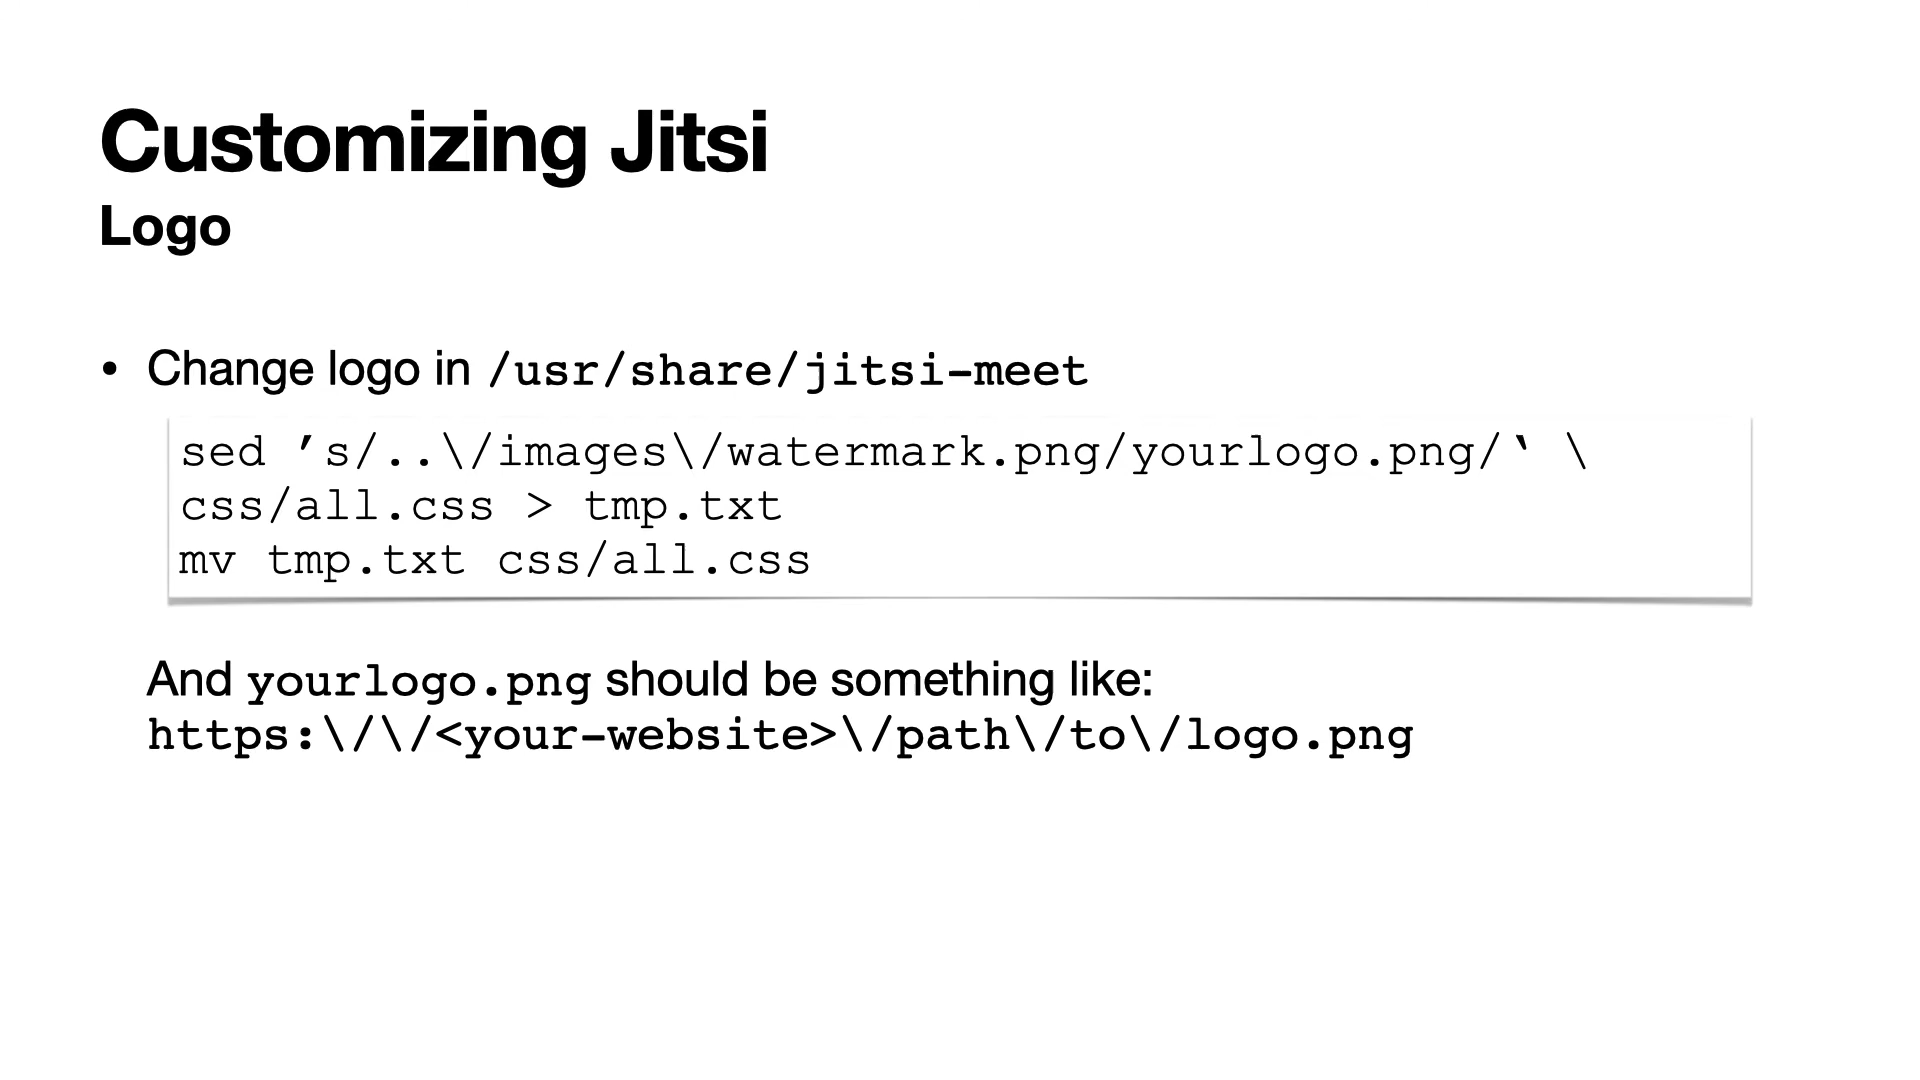 Customizing Jitsi
Logo
• Change logo in /usr/share/jitsi-meet
sed ’s/..\/images\/watermark.png/yourlogo.png/‘ \
css/all.css > tmp.txt
mv tmp.txt css/all.css
And yourlogo.png should be something like:
https:\/\/<your-website>\/path\/to\/logo.png